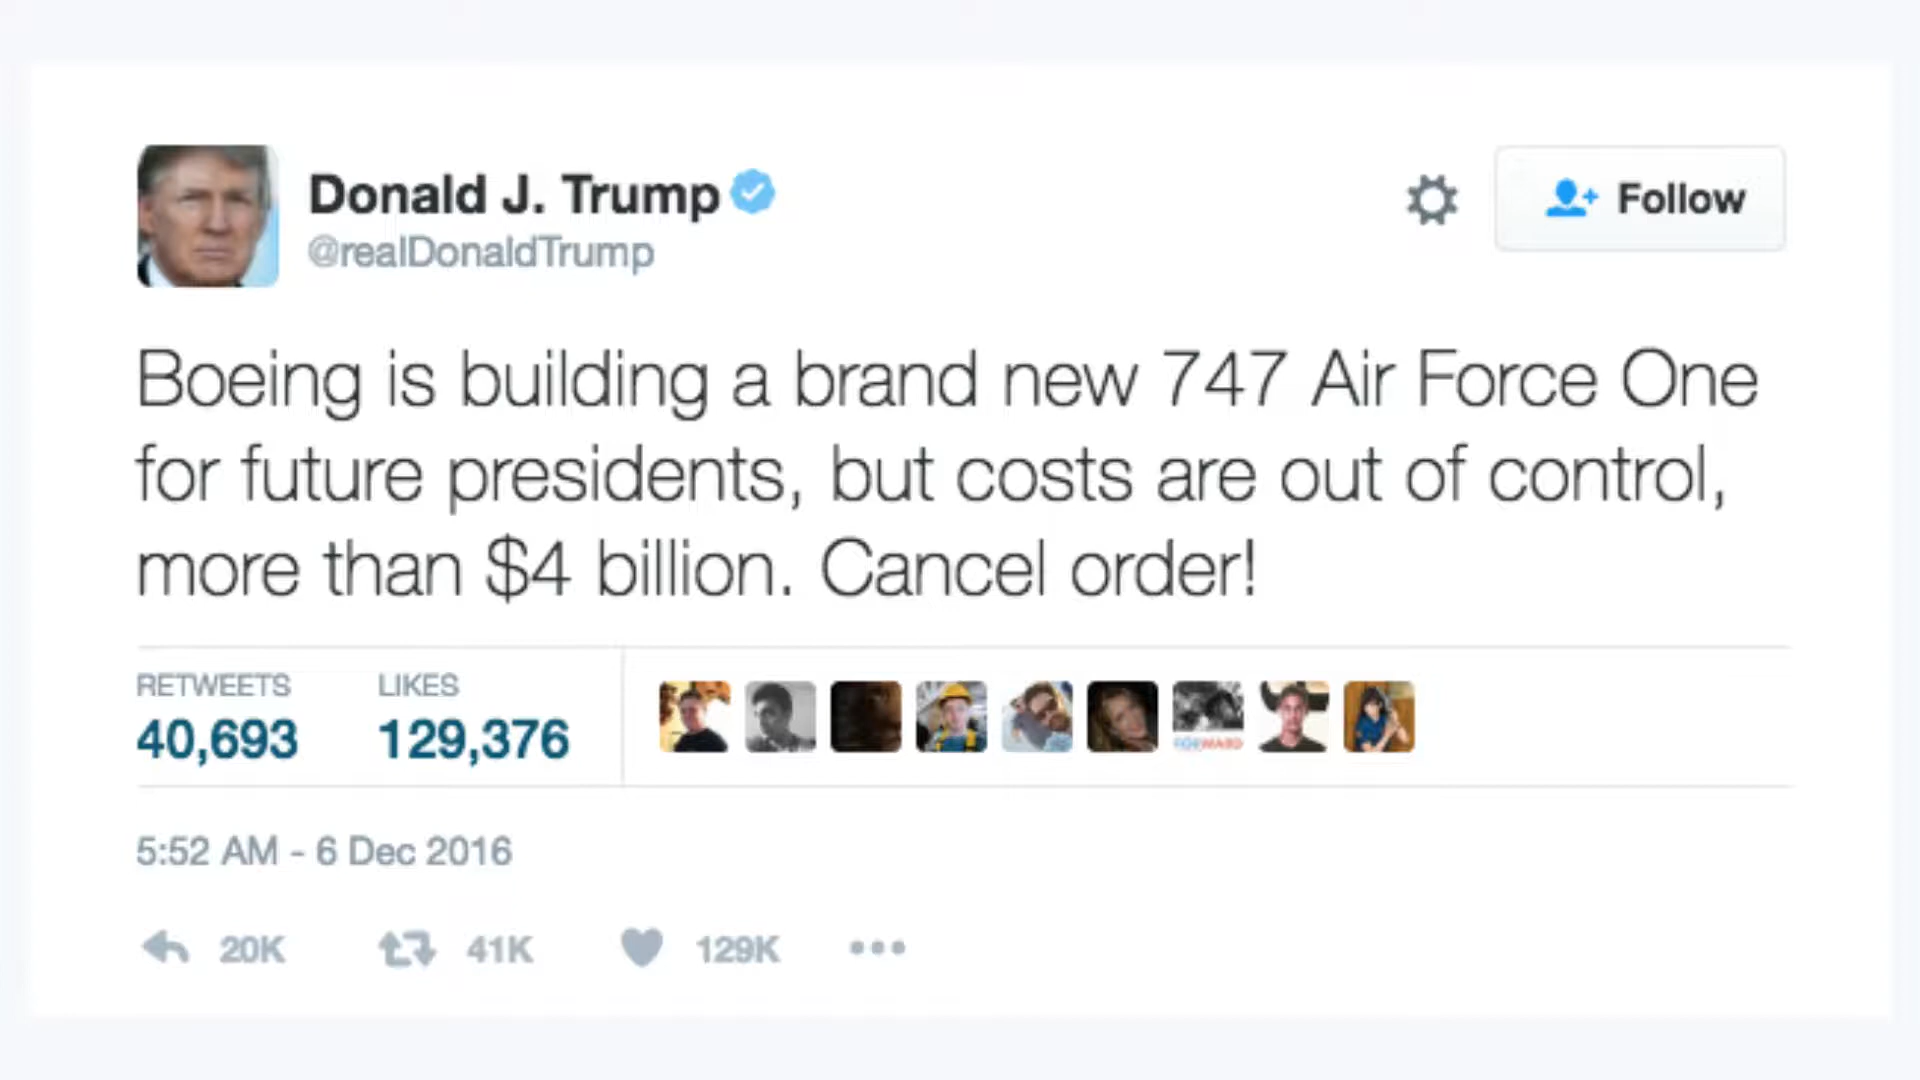 Donald J. Trump
@realDonaldTrump
Follow
Boeing is building a brand new 747 Air Force One
for future presidents, but costs are out of control,
more than $4 billion. Cancel order!
RETWEETS LIKES
40,693 129,376
FORWARD
5:52 AM - 6 Dec 2016
20K 41K 129K